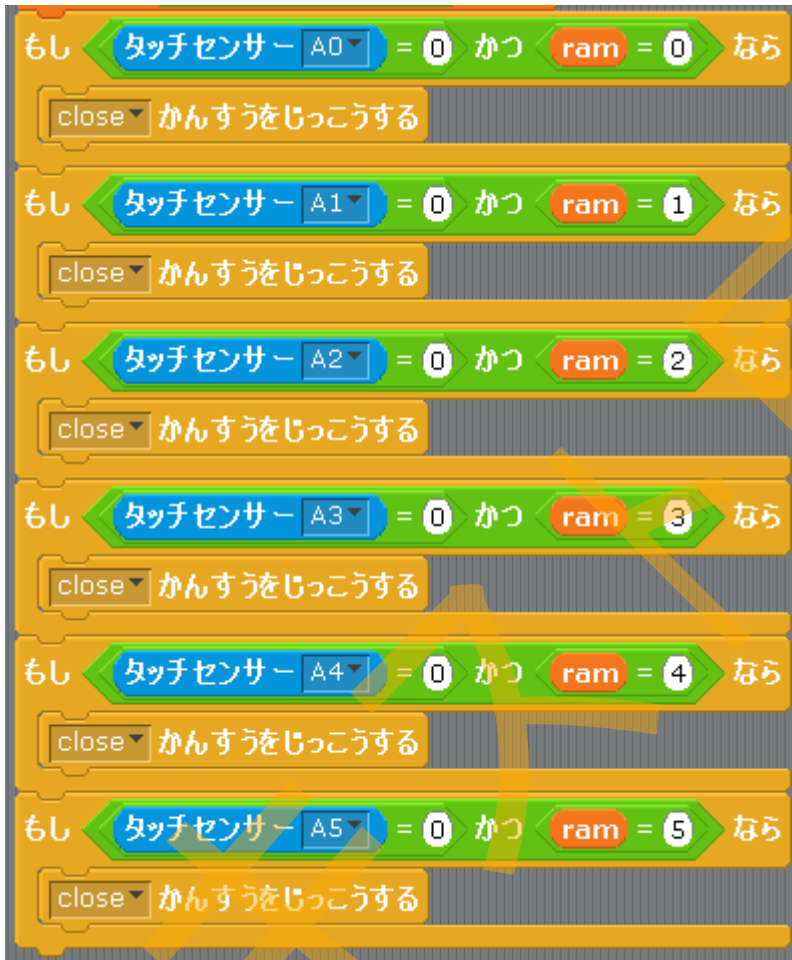 もし タッチセンサー A0 = 0 かつ ram = 0 なら
close かんすうをじっこうする
もし タッチセンサー A1 = 0 かつ ram = 1 なら
close かんすうをじっこうする
もし タッチセンサー A2 = 0 かつ ram = 2 なら
close かんすうをじっこうする
もし タッチセンサー A3 = 0 かつ ram = 3 なら
close かんすうをじっこうする
もし タッチセンサー A4 = 0 かつ ram = 4 なら
close かんすうをじっこうする
もし タッチセンサー A5 = 0 かつ ram = 5 なら
close かんすうをじっこうする